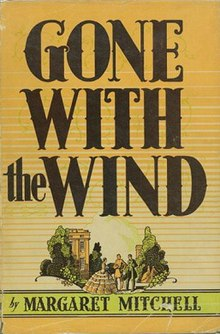 GONE
WITH
the WIND
by MARGARET MITCHELL